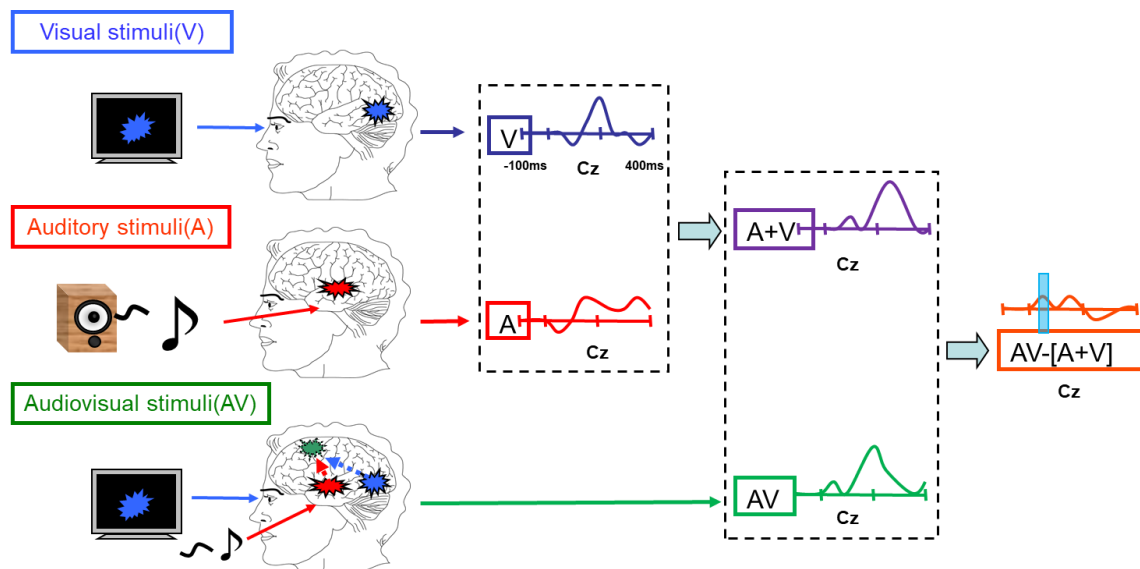 Visual stimuli(V)
V
-100ms
Cz
400ms
Auditory stimuli(A)
A+V
Cz
A
Cz
AV-[A+V]
Cz
Audiovisual stimuli(AV)
AV
Cz